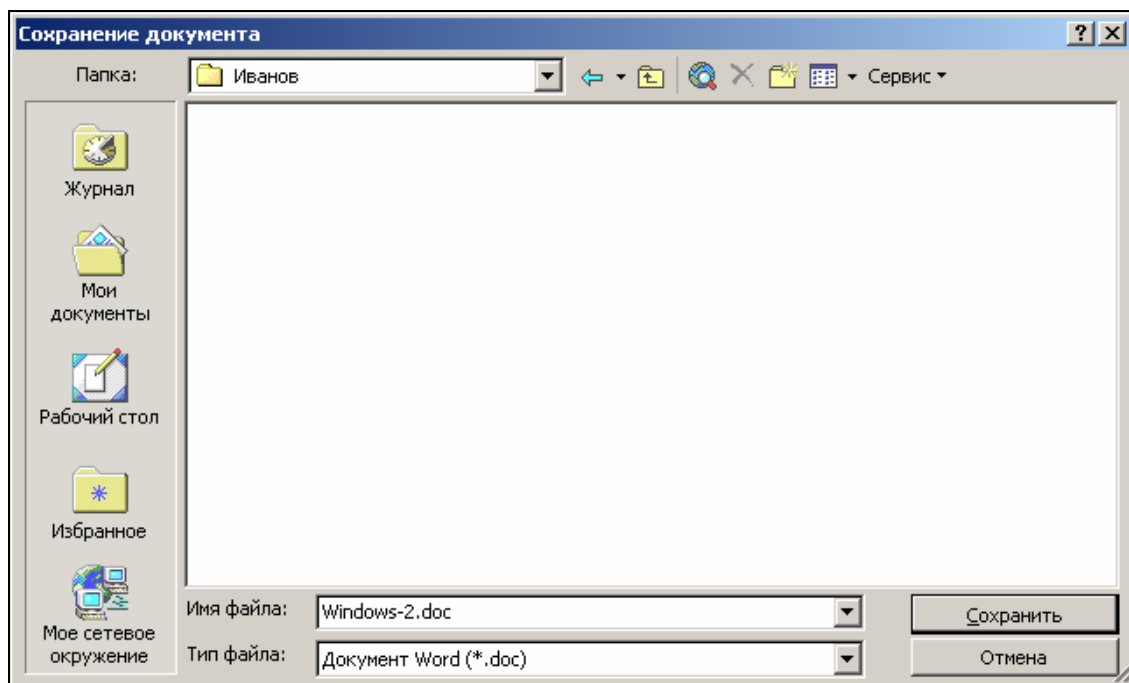 Сохранение документа
Папка:
Иванов
Сервис
Журнал
Мои
документы
Рабочий стол
Избранное
Мое сетевое
окружение
Имя файла:
Windows-2.doc
Сохранить
Тип файла:
Документ Word (*.doc)
Отмена